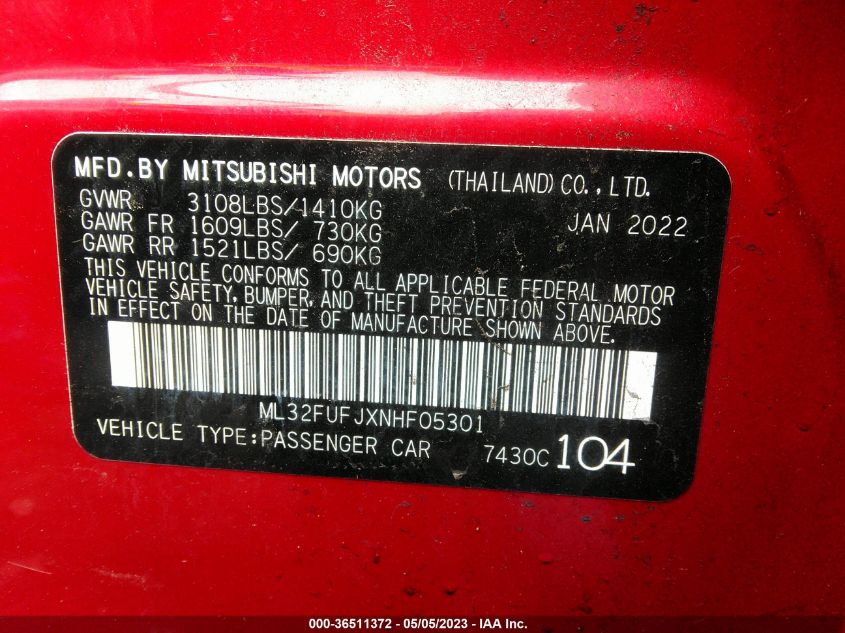 MFD.BY MITSUBISHI MOTORS (THAILAND) CO., LTD.
GVWR 3108LBS/1410KG JAN 2022
GAWR FR 1609LBS/ 730KG
GAWR RR 1521LBS/ 690KG
THIS VEHICLE CONFORMS TO ALL APPLICABLE FEDERAL MOTOR
VEHICLE SAFETY, BUMPER, AND THEFT PREVENTION STANDARDS
IN EFFECT ON THE DATE OF MANUFACTURE SHOWN ABOVE.
ML32FUFJXNHF05301
VEHICLE TYPE:PASSENGER CAR 7430C 104
000-36511372 - 05/05/2023 - IAA Inc.